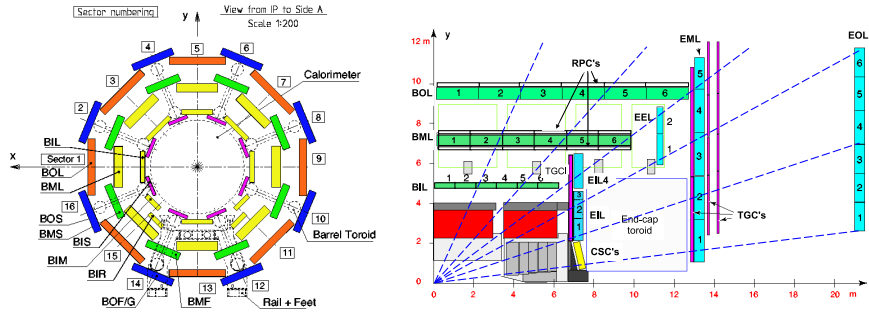 Sector numbering
View from IP to Side A
Scale 1:200
y
x
4
5
6
3
7
Calorimeter
2
8
BIL
BOL
Sector 1
BML
9
16
BOS
BMS
BIS
15
BIM
BIR
10
Barrel Toroid
11
14
13
12
BOF/G
BMF
Rail + Feet
12 m
y
10
8
6
4
2
0
RPC's
EML
EOL
BOL
1 2 3 4 5 6
BML
1 2 3 4 5 6
BIL
1 2 3 4 5 6
EEL
2
1
TGCI
EIL4
3
2
EIL
1
CSC's
End-cap
toroid
5
4
3
2
1
TGC's
6
5
4
3
2
1
0 2 4 6 8 10 12 14 16 18 20 m